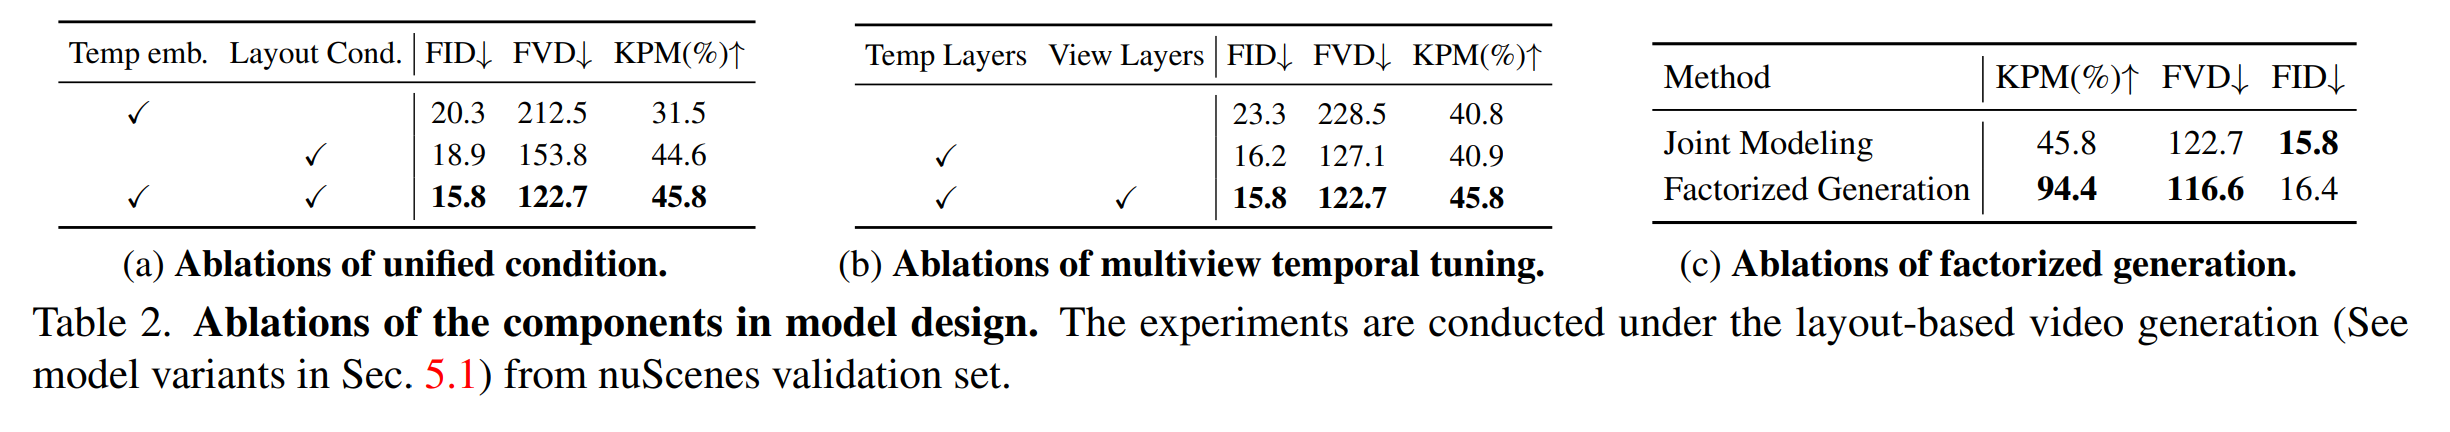 Temp emb. Layout Cond. FID↓ FVD↓ KPM(%)↑
✓ 20.3 212.5 31.5
✓ 18.9 153.8 44.6
✓ ✓ 15.8 122.7 45.8
(a) Ablations of unified condition.
Temp Layers View Layers FID↓ FVD↓ KPM(%)↑
23.3 228.5 40.8
✓ 16.2 127.1 40.9
✓ ✓ 15.8 122.7 45.8
(b) Ablations of multiview temporal tuning.
Method KPM(%)↑ FVD↓ FID↓
Joint Modeling 45.8 122.7 15.8
Factorized Generation 94.4 116.6 16.4
(c) Ablations of factorized generation.
Table 2. Ablations of the components in model design. The experiments are conducted under the layout-based video generation (See
model variants in Sec. 5.1) from nuScenes validation set.